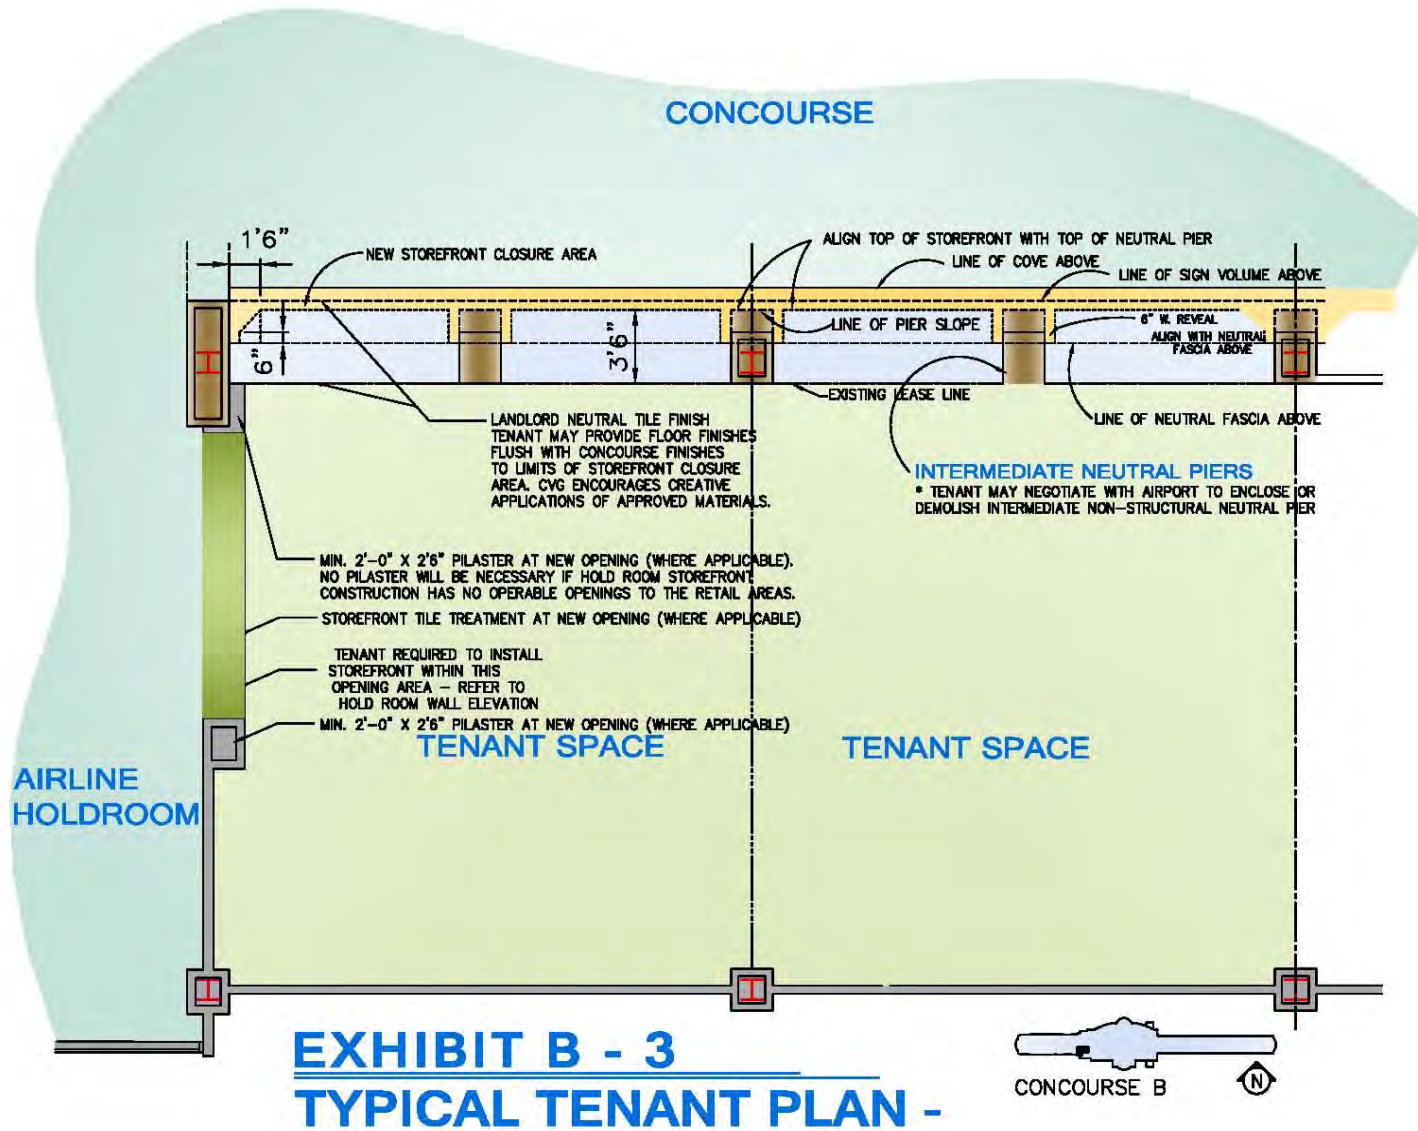 CONCOURSE
1'6"
NEW STOREFRONT CLOSURE AREA
ALIGN TOP OF STOREFRONT WITH TOP OF NEUTRAL PIER
LINE OF COVE ABOVE
LINE OF SIGN VOLUME ABOVE
LINE OF PIER SLOPE
6" W. REVEAL
ALIGN WITH NEUTRAL
FASCIA ABOVE
6"
3'6"
EXISTING LEASE LINE
LINE OF NEUTRAL FASCIA ABOVE
LANDLORD NEUTRAL TILE FINISH
TENANT MAY PROVIDE FLOOR FINISHES
FLUSH WITH CONCOURSE FINISHES
TO LIMITS OF STOREFRONT CLOSURE
AREA. CVG ENCOURAGES CREATIVE
APPLICATIONS OF APPROVED MATERIALS.
INTERMEDIATE NEUTRAL PIERS
* TENANT MAY NEGOTIATE WITH AIRPORT TO ENCLOSE OR
DEMOLISH INTERMEDIATE NON-STRUCTURAL NEUTRAL PIER
MIN. 2'-0" X 2'6" PILASTER AT NEW OPENING (WHERE APPLICABLE).
NO PILASTER WILL BE NECESSARY IF HOLD ROOM STOREFRONT
CONSTRUCTION HAS NO OPERABLE OPENINGS TO THE RETAIL AREAS.
STOREFRONT TILE TREATMENT AT NEW OPENING (WHERE APPLICABLE)
TENANT REQUIRED TO INSTALL
STOREFRONT WITHIN THIS
OPENING AREA - REFER TO
HOLD ROOM WALL ELEVATION
MIN. 2'-0" X 2'6" PILASTER AT NEW OPENING (WHERE APPLICABLE)
TENANT SPACE
TENANT SPACE
AIRLINE
HOLDROOM
EXHIBIT B - 3
TYPICAL TENANT PLAN -
CONCOURSE B
N